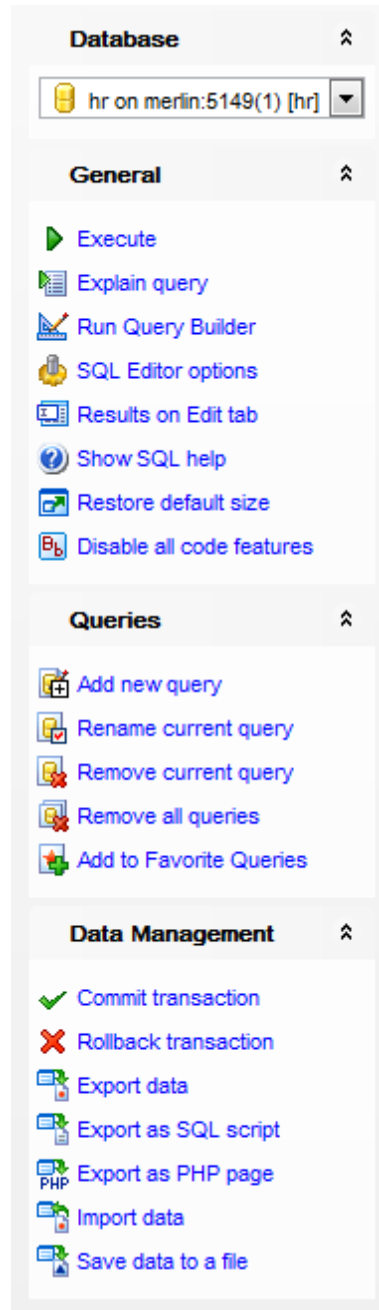 Database
hr on merlin:5149(1) [hr]
General
Execute
Explain query
Run Query Builder
SQL Editor options
Results on Edit tab
Show SQL help
Restore default size
Disable all code features
Queries
Add new query
Rename current query
Remove current query
Remove all queries
Add to Favorite Queries
Data Management
Commit transaction
Rollback transaction
Export data
Export as SQL script
PHP Export as PHP page
Import data
Save data to a file